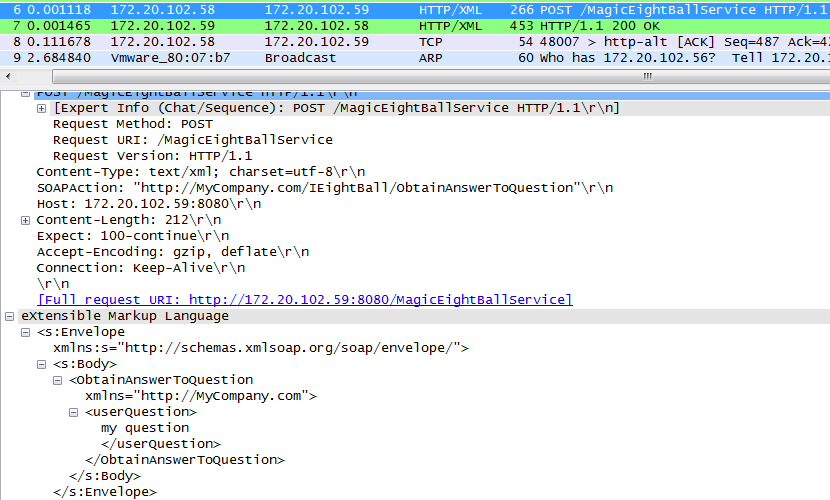 6 0.001118 172.20.102.58 172.20.102.59 HTTP/XML 266 POST /MagicEightBallService HTTP/1.1
7 0.001465 172.20.102.59 172.20.102.58 HTTP/XML 453 HTTP/1.1 200 OK
8 0.111678 172.20.102.58 172.20.102.59 TCP 54 48007 > http-alt [ACK] Seq=487 Ack=
9 2.684840 Vmware_80:07:b7 Broadcast ARP 60 Who has 172.20.102.56? Tell 172.20.
POST /MagicEightBallService HTTP/1.1\r\n
[Expert Info (Chat/Sequence): POST /MagicEightBallService HTTP/1.1\r\n]
Request Method: POST
Request URI: /MagicEightBallService
Request Version: HTTP/1.1
Content-Type: text/xml; charset=utf-8\r\n
SOAPAction: "http://MyCompany.com/IEightBall/ObtainAnswerToQuestion"\r\n
Host: 172.20.102.59:8080\r\n
Content-Length: 212\r\n
Expect: 100-continue\r\n
Accept-Encoding: gzip, deflate\r\n
Connection: Keep-Alive\r\n
\r\n
[Full request URI: http://172.20.102.59:8080/MagicEightBallService]
eXtensible Markup Language
<s:Envelope
xmlns:s="http://schemas.xmlsoap.org/soap/envelope/">
<s:Body>
<ObtainAnswerToQuestion
xmlns="http://MyCompany.com">
<userQuestion>
my question
</userQuestion>
</ObtainAnswerToQuestion>
</s:Body>
</s:Envelope>